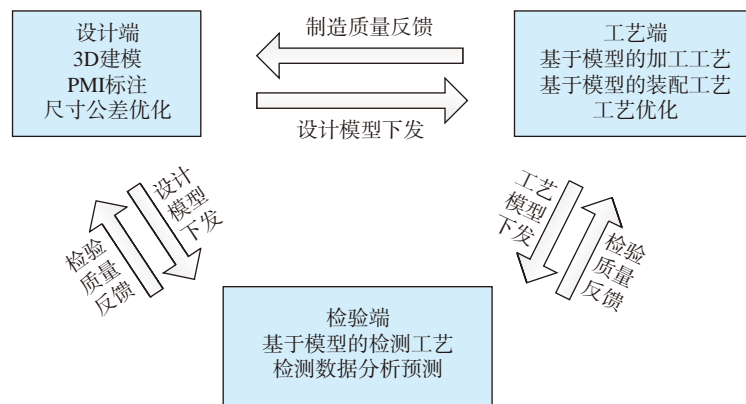 设计端
3D建模
PMI标注
尺寸公差优化
制造质量反馈
设计模型下发
工艺端
基于模型的加工工艺
基于模型的装配工艺
工艺优化
检验
质量
反馈
设计
模型
下发
工艺
模型
下发
检验
质量
反馈
检验端
基于模型的检测工艺
检测数据分析预测